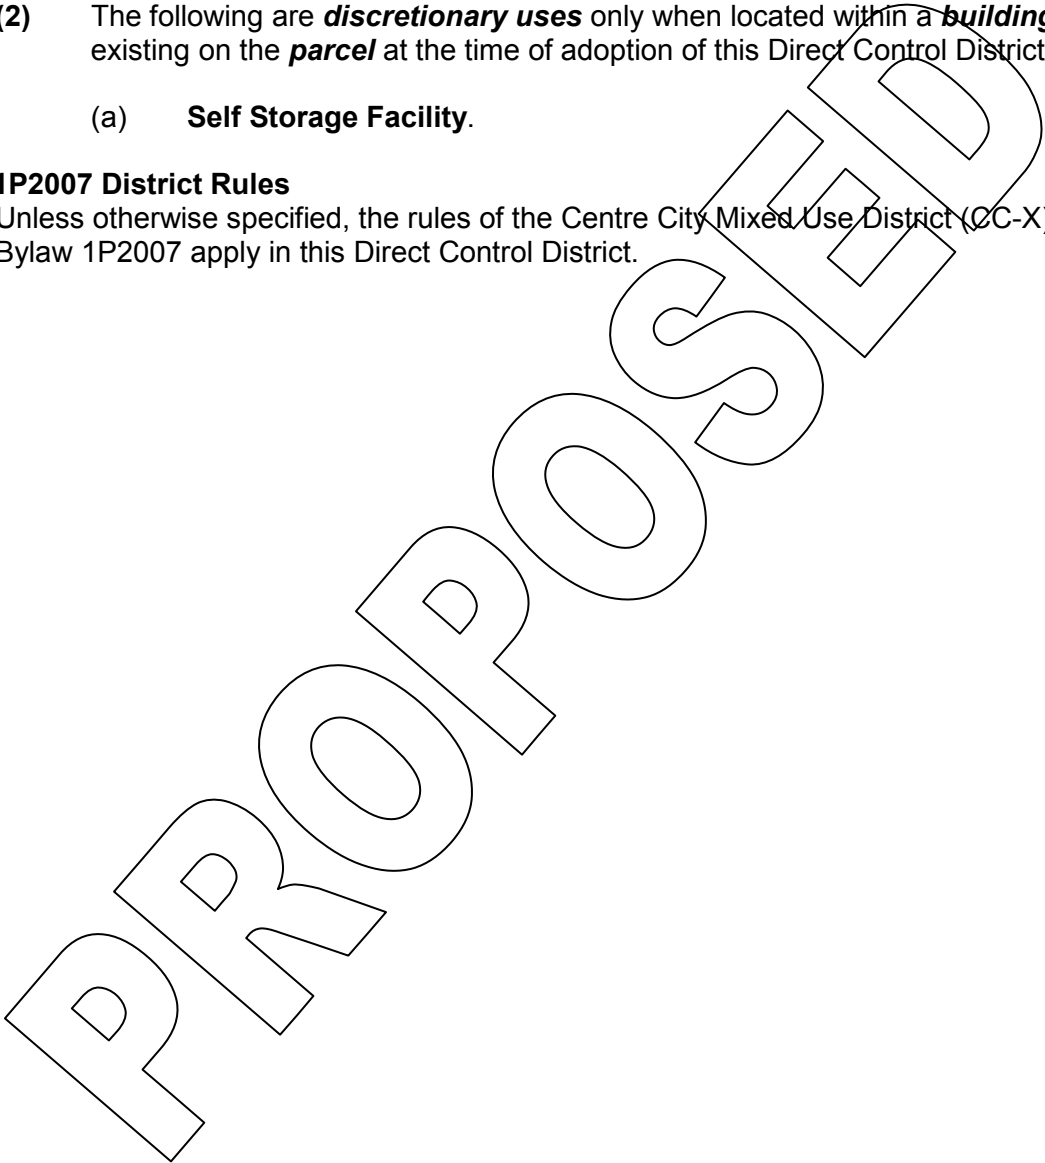 (2) The following are discretionary uses only when located within a building
existing on the parcel at the time of adoption of this Direct Control District
(a) Self Storage Facility.
1P2007 District Rules
Unless otherwise specified, the rules of the Centre City Mixed Use District (CC-X)
Bylaw 1P2007 apply in this Direct Control District.
PROPOSED